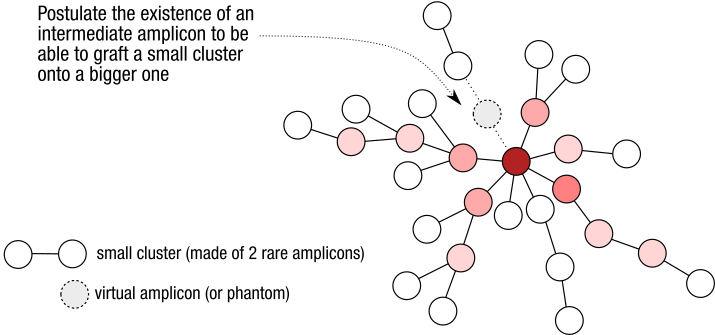 Postulate the existence of an
intermediate amplicon to be
able to graft a small cluster
onto a bigger one
small cluster (made of 2 rare amplicons)
virtual amplicon (or phantom)